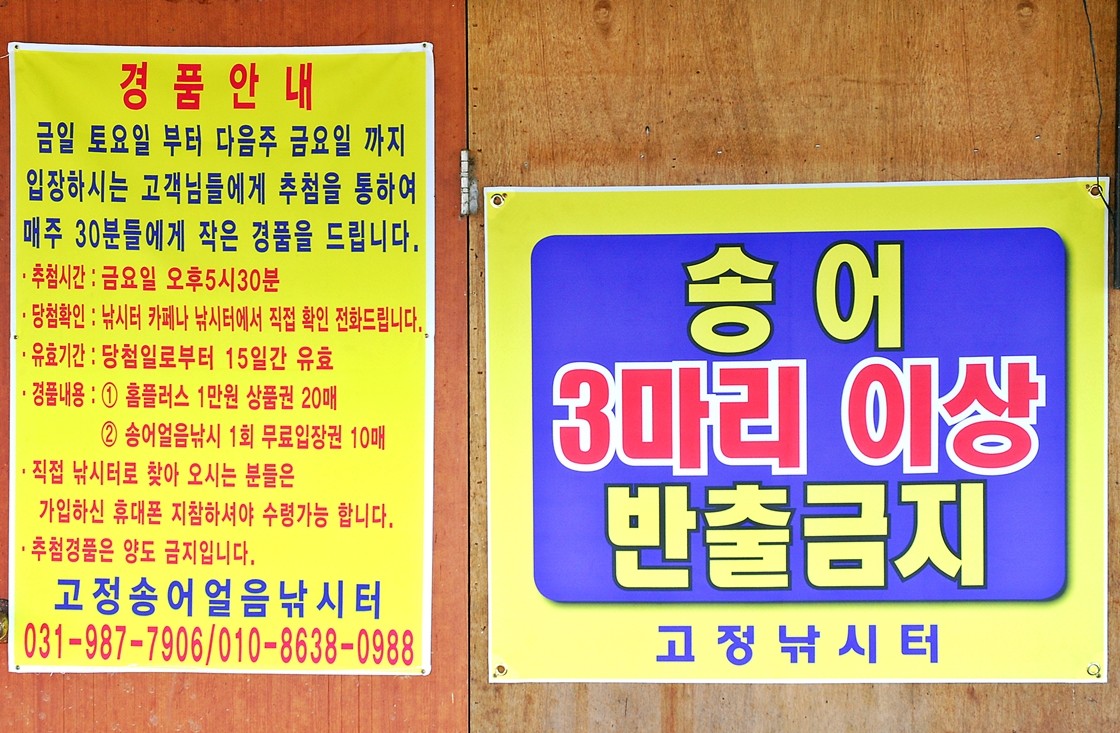 경품안내
금일 토요일 부터 다음주 금요일 까지
입장하시는 고객님들에게 추첨을 통하여
매주 30분들에게 작은 경품을 드립니다.
· 추첨시간 : 금요일 오후5시30분
· 당첨확인 : 낚시터 카페나 낚시터에서 직접 확인 전화드립니다.
· 유효기간 : 당첨일로부터 15일간 유효
· 경품내용 : ① 홈플러스 1만원 상품권 20매
② 송어얼음낚시 1회 무료입장권 10매
· 직접 낚시터로 찾아 오시는 분들은
가입하신 휴대폰 지참하셔야 수령가능 합니다.
· 추첨경품은 양도 금지입니다.
고정송어얼음낚시터
031-987-7906/010-8638-0988
송어
3마리 이상
반출금지
고정낚시터